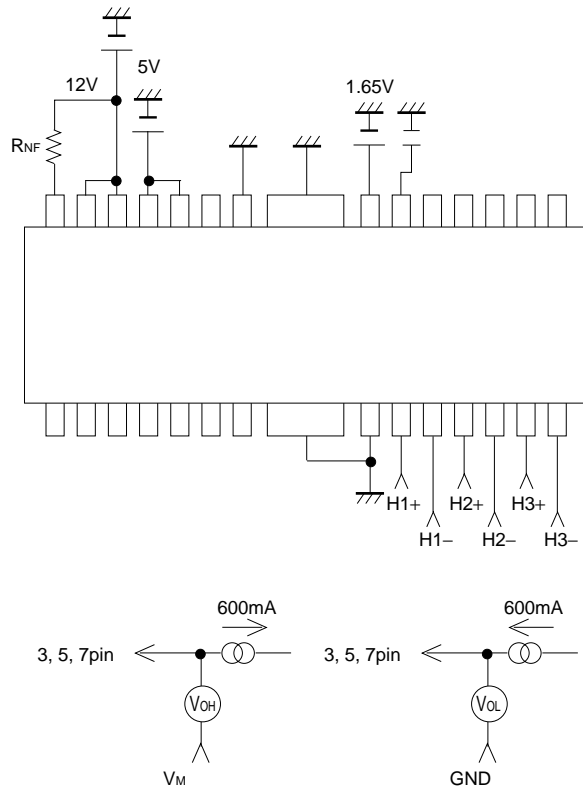 5V
12V
1.65V
RNF
H1+
H2+
H3+
H1−
H2−
H3−
600mA
600mA
3, 5, 7pin
3, 5, 7pin
VOH
VOL
VM
GND